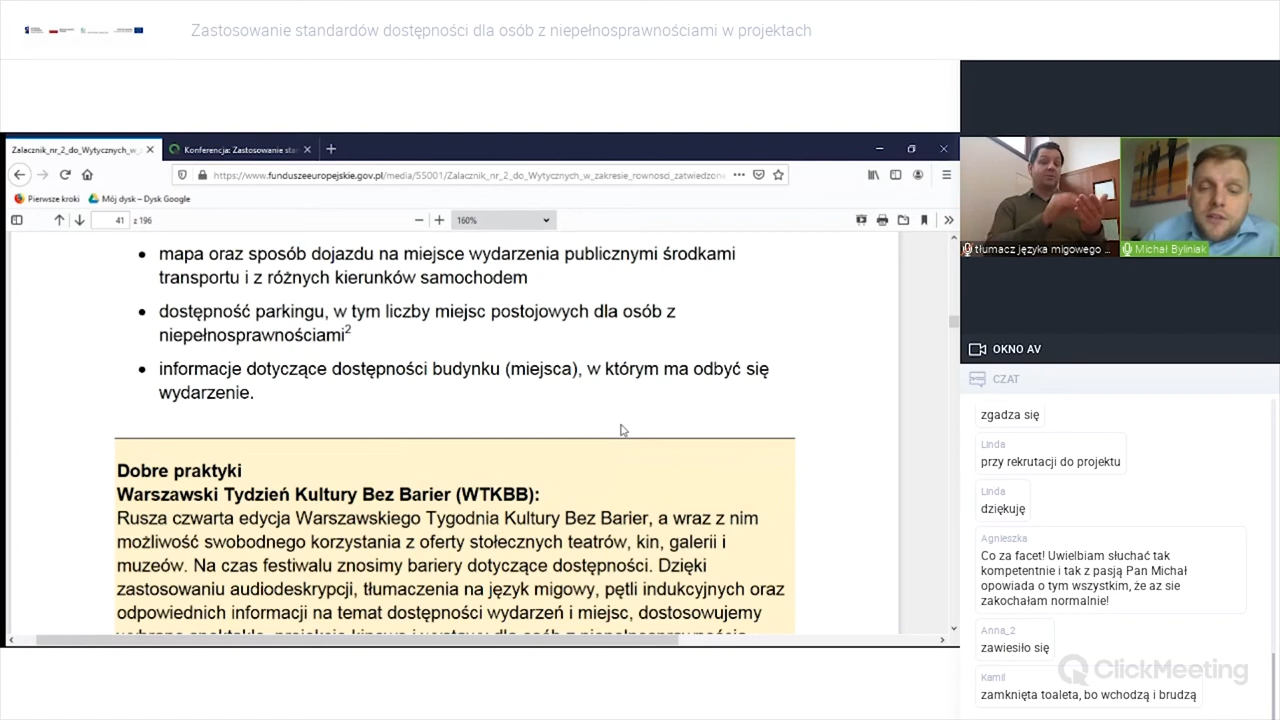 Zastosowanie standardów dostępności dla osób z niepełnosprawnościami w projektach
Zalacznik_nr_2_do_Wytycznych_w_z
Konferencja: Zastosowanie stan
https://www.funduszeeuropejskie.gov.pl/media/55001/Zalacznik_nr_2_do_Wytycznych_w_zakresie_rownosci_zatwiedzone
Pierwsze kroki
Mój dysk - Dysk Google
41
z 196
160%
mapa oraz sposób dojazdu na miejsce wydarzenia publicznymi środkami
transportu i z różnych kierunków samochodem
dostępność parkingu, w tym liczby miejsc postojowych dla osób z
niepełnosprawnościami2
informacje dotyczące dostępności budynku (miejsca), w którym ma odbyć się
wydarzenie.
Dobre praktyki
Warszawski Tydzień Kultury Bez Barier (WTKBB):
Rusza czwarta edycja Warszawskiego Tygodnia Kultury Bez Barier, a wraz z nim
możliwość swobodnego korzystania z oferty stołecznych teatrów, kin, galerii i
muzeów. Na czas festiwalu znosimy bariery dotyczące dostępności. Dzięki
zastosowaniu audiodeskrypcji, tłumaczenia na język migowy, pętli indukcyjnych oraz
odpowiednich informacji na temat dostępności wydarzeń i miejsc, dostosowujemy
tłumacz języka migowego ...
Michał Byliniak
OKNO AV
CZAT
zgadza się
Linda
przy rekrutacji do projektu
Linda
dziękuję
Agnieszka
Co za facet! Uwielbiam słuchać tak
kompetentnie i tak z pasją Pan Michał
opowiada o tym wszystkim, że az sie
zakochałam normalnie!
Anna_2
zawiesiło się
Kamil
zamknięta toaleta, bo wchodzą i brudzą
ClickMeeting